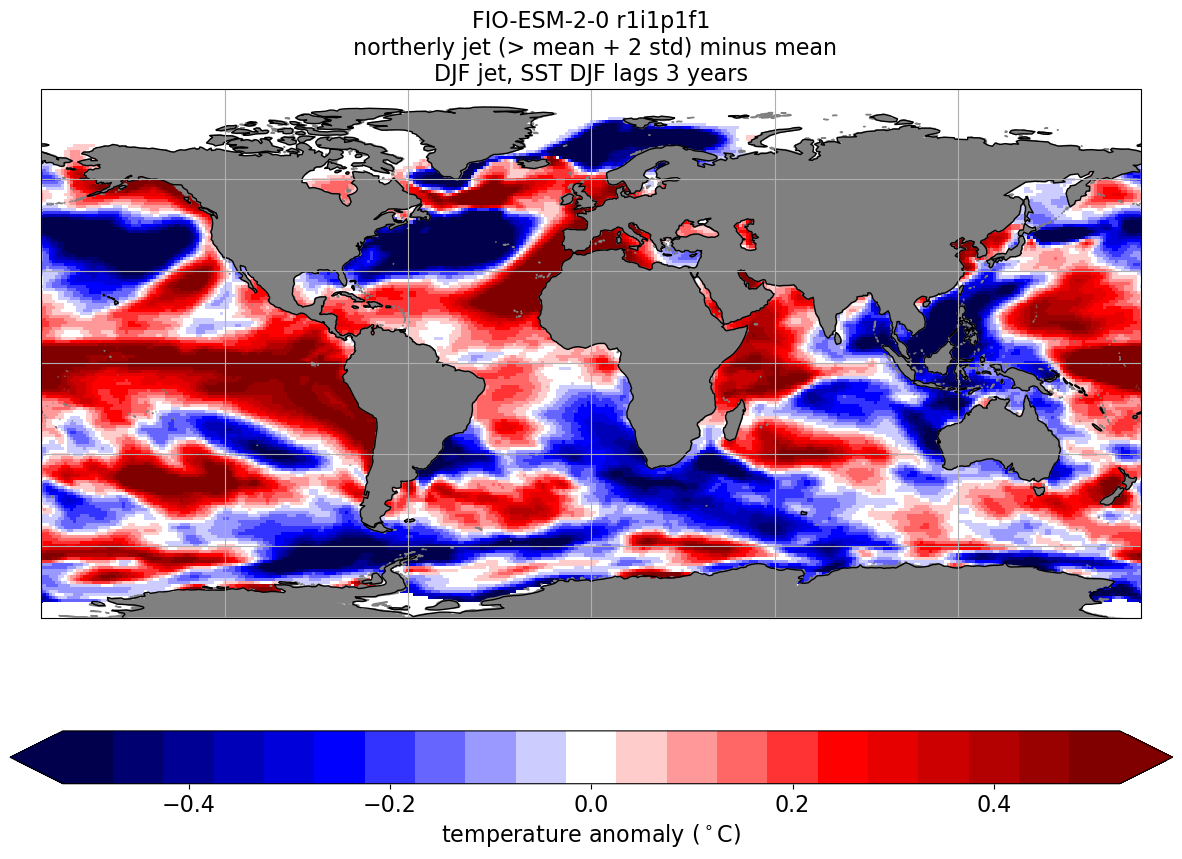 FIO-ESM-2-0 r1i1p1f1
northerly jet (> mean + 2 std) minus mean
DJF jet, SST DJF lags 3 years
−0.4 −0.2 0.0 0.2 0.4
temperature anomaly (°C)